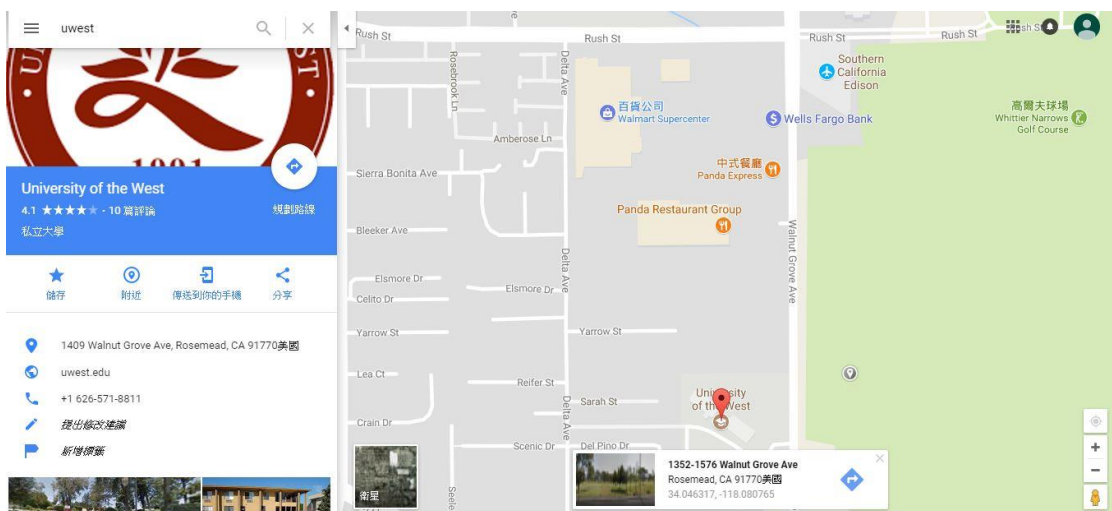 uwest
UN
ST
1991
University of the West
4.1 ★★★★★ - 10 篇評論
規劃路線
私立大學
儲存
附近
傳送到你的手機
分享
1409 Walnut Grove Ave, Rosemead, CA 91770美國
uwest.edu
+1 626-571-8811
提出修改建議
新增標籤
Rush St
Rush St
Rush St
Rush St
sh S
Rosebrook Ln
Delta Ave
Southern
California
Edison
百貨公司
Walmart Supercenter
Wells Fargo Bank
高爾夫球場
Whittier Narrows
Golf Course
Amberose Ln
中式餐廳
Panda Express
Sierra Bonita Ave
Panda Restaurant Group
Bleeker Ave
Walnut Grove Ave
Delta Ave
Elsmore Dr
Elsmore Dr
Celito Dr
Yarrow St
Yarrow St
Lea Ct
Reifer St
University
of the West
Sarah St
Delta Ave
Crain Dr
Scenic Dr
Del Pino Dr
衛星
Seele
1352-1576 Walnut Grove Ave
Rosemead, CA 91770美國
34.046317, -118.080765